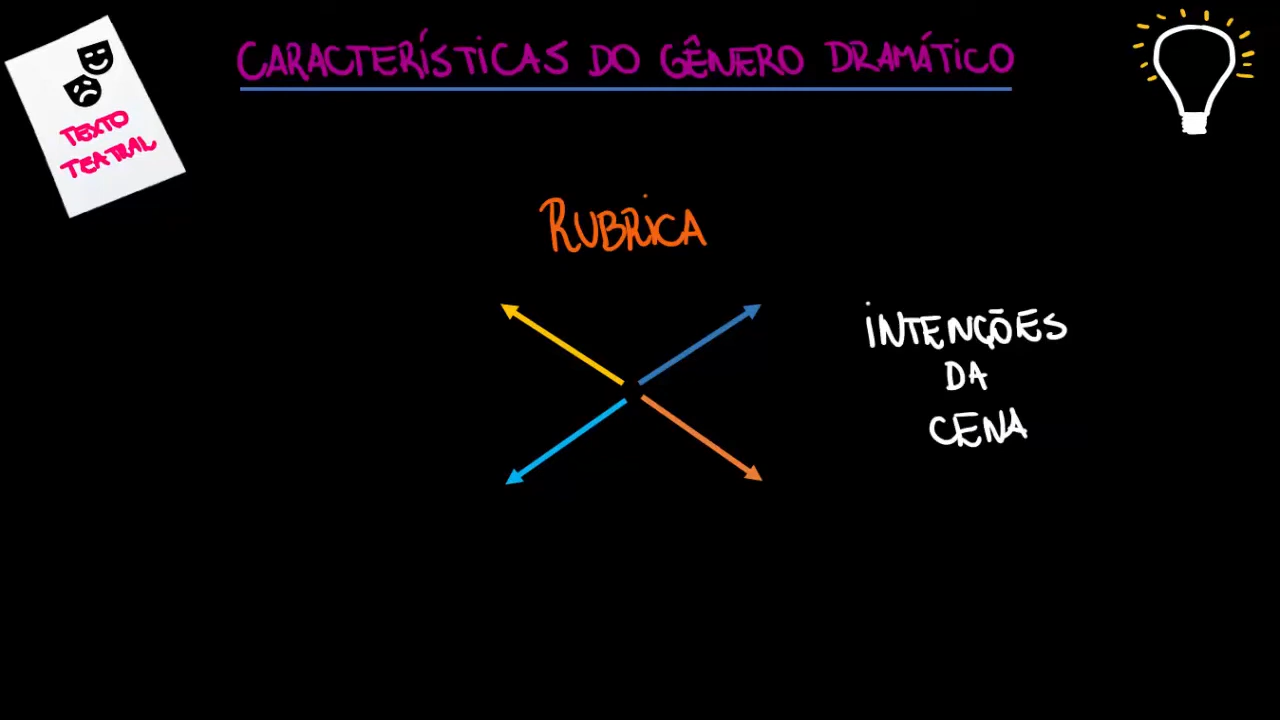 CARACTERÍSTICAS DO GÊNERO DRAMÁTICO
TEXTO
TEATRAL
RUBRICA
INTENÇÕES
DA
CENA